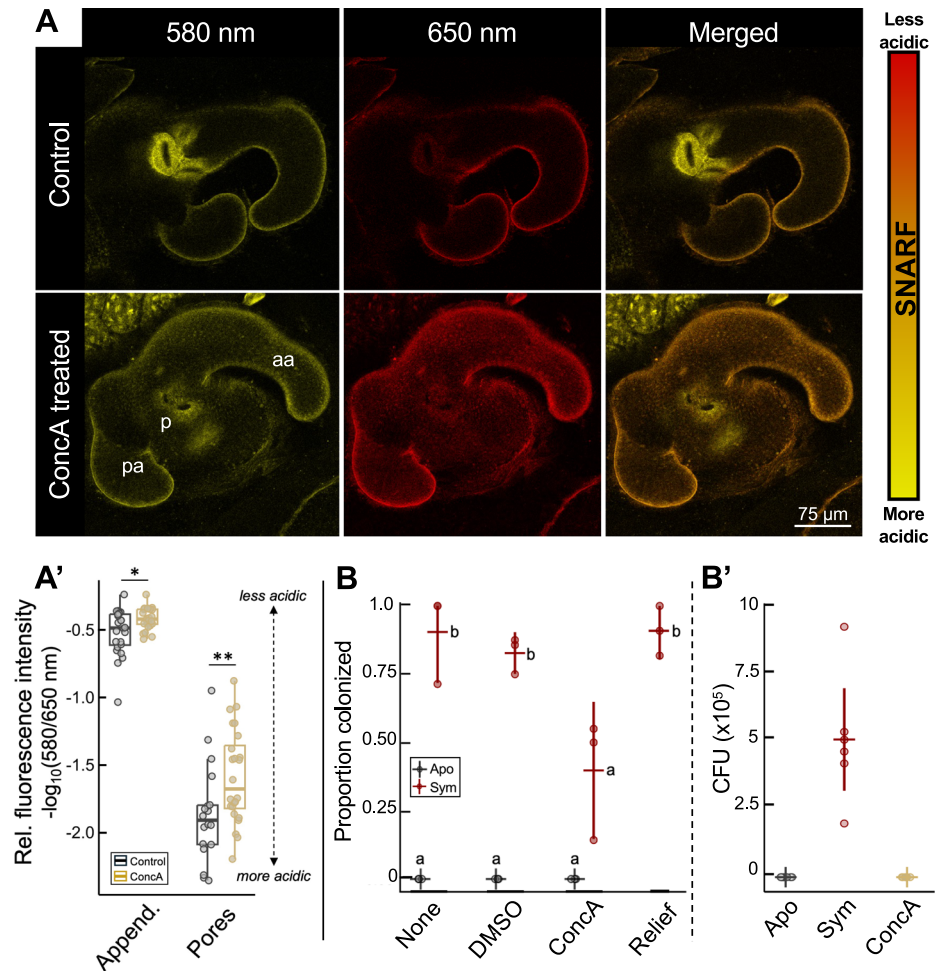 A
580 nm
650 nm
Merged
Less
acidic
Control
ConcA treated
aa
p
pa
75 µm
SNARF
More
acidic
A'
Rel. fluorescence intensity
-log10(580/650 nm)
-0.5
-1.0
-1.5
-2.0
*
**
less acidic
more acidic
Control
ConcA
Append.
Pores
B
Proportion colonized
1.0
0.75
0.50
0.25
0
b
b
a
b
Apo
Sym
a
a
a
None
DMSO
ConcA
Relief
B'
CFU (x10⁵)
10
7.5
5
2.5
0
Apo
Sym
ConcA